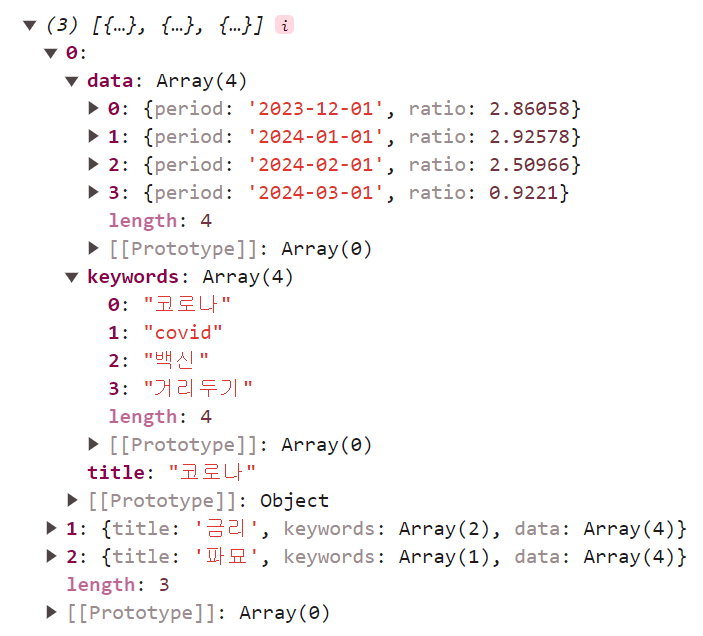 (3) [{…}, {…}, {…}] i
0:
data: Array(4)
0: {period: '2023-12-01', ratio: 2.86058}
1: {period: '2024-01-01', ratio: 2.92578}
2: {period: '2024-02-01', ratio: 2.50966}
3: {period: '2024-03-01', ratio: 0.9221}
length: 4
[[Prototype]]: Array(0)
keywords: Array(4)
0: "코로나"
1: "covid"
2: "백신"
3: "거리두기"
length: 4
[[Prototype]]: Array(0)
title: "코로나"
[[Prototype]]: Object
1: {title: '금리', keywords: Array(2), data: Array(4)}
2: {title: '파묘', keywords: Array(1), data: Array(4)}
length: 3
[[Prototype]]: Array(0)